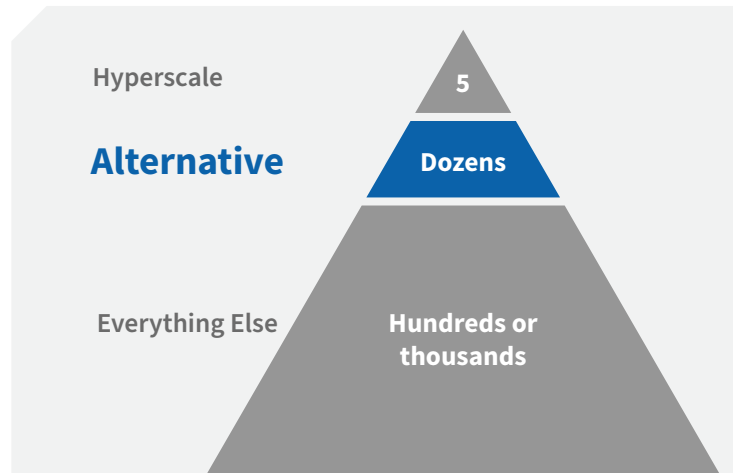 Hyperscale
5
Alternative
Dozens
Everything Else
Hundreds or
thousands